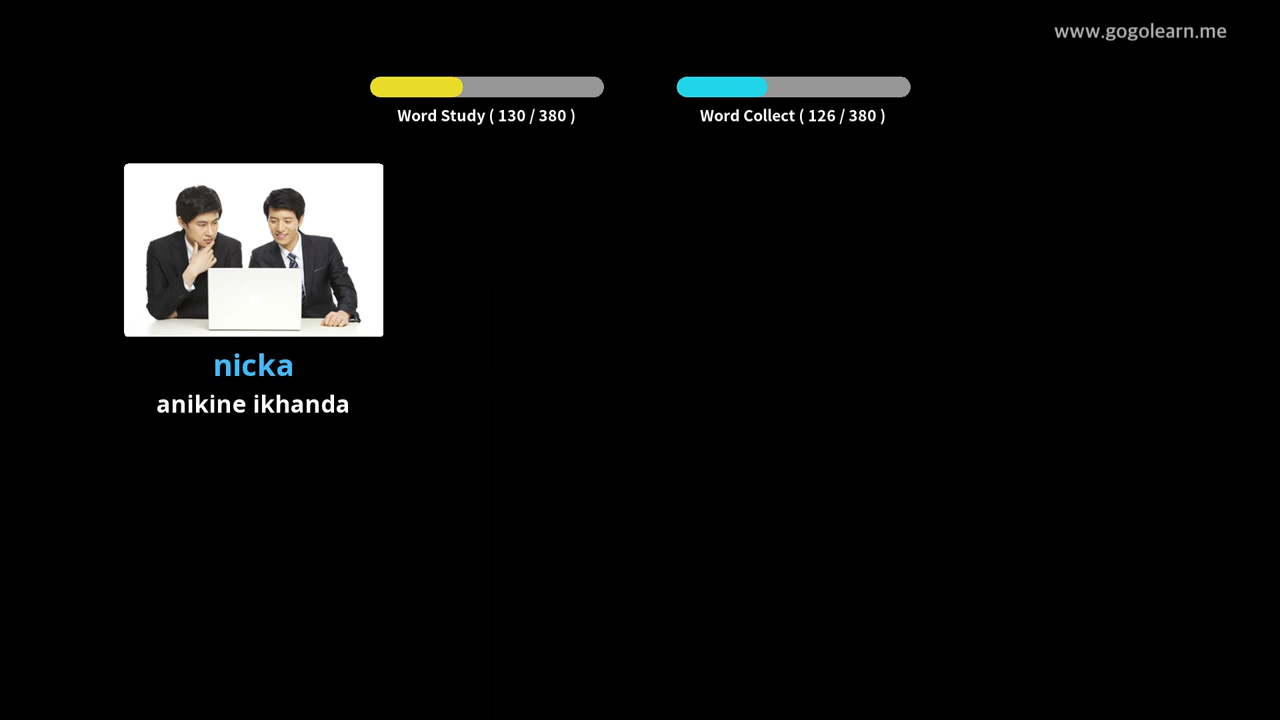 www.gogolearn.me
Word Study ( 130 / 380 )
Word Collect ( 126 / 380 )
nicka
anikine ikhanda